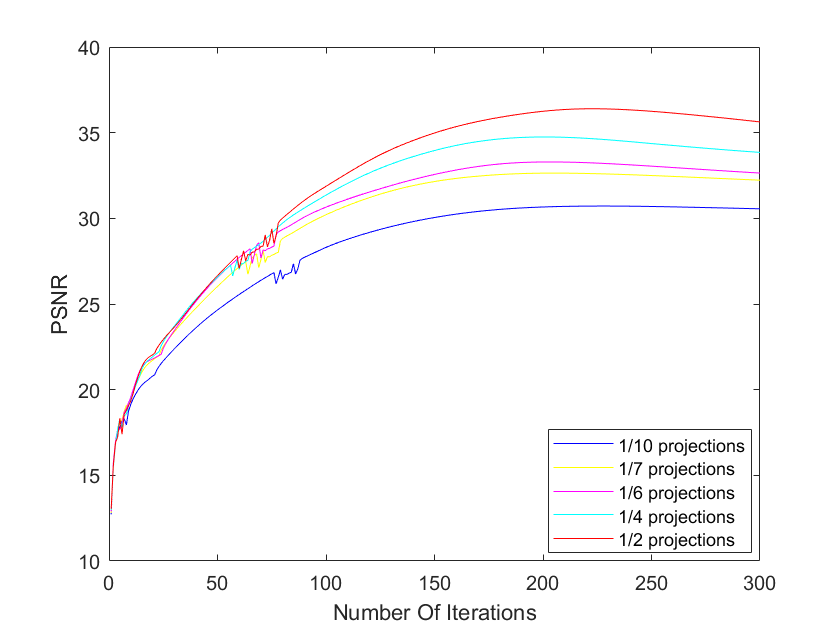 40
35
30
25
20
15
10
PSNR
0
50
100
150
200
250
300
Number Of Iterations
1/10 projections
1/7 projections
1/6 projections
1/4 projections
1/2 projections